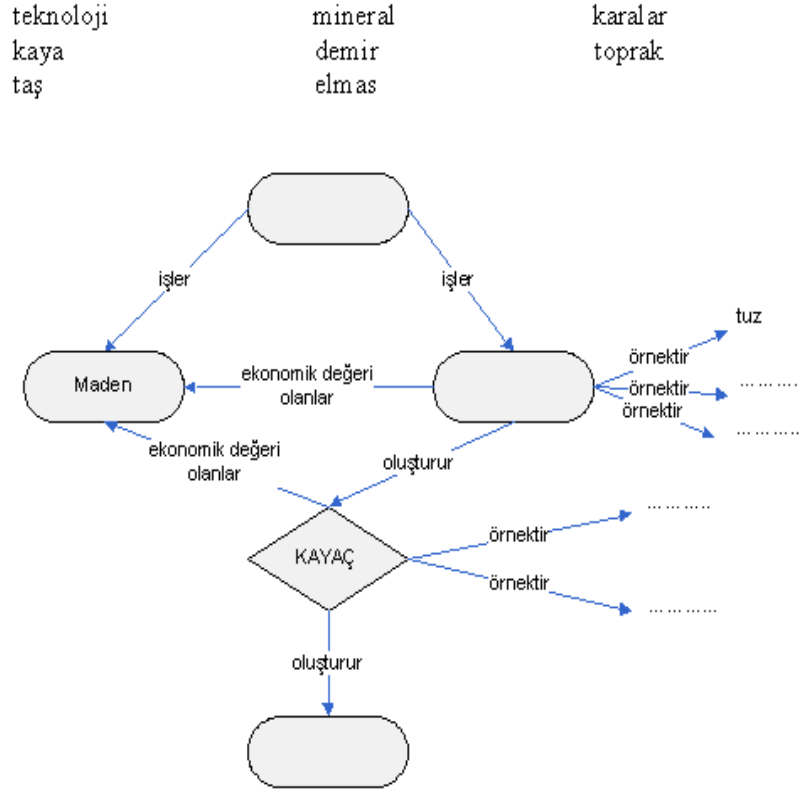 teknoloji mineral karalar
kaya demir toprak
taş elmas
işler işler
tuz
örnektir
Maden
ekonomik değeri
olanlar
örnektir ..........
örnektir
...........
ekonomik değeri
olanlar
oluşturur
...........
örnektir
KAYAÇ
örnektir
............
oluşturur